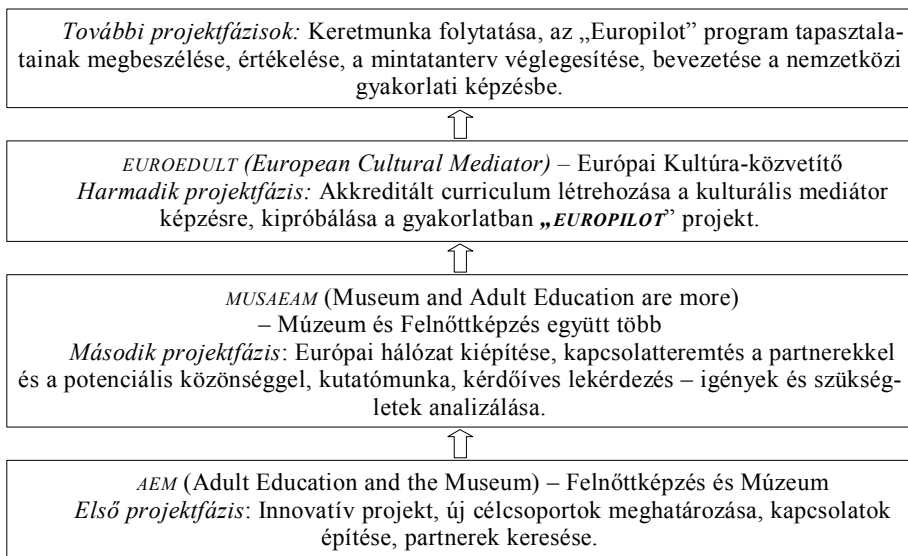 További projektfázisok: Keretmunka folytatása, az „Europilot” program tapasztala-
tainak megbeszélése, értékelése, a mintatanterv véglegesítése, bevezetése a nemzetközi
gyakorlati képzésbe.
EUROEDULT (European Cultural Mediator) – Európai Kultúra-közvetítő
Harmadik projektfázis: Akkreditált curriculum létrehozása a kulturális mediátor
képzésre, kipróbálása a gyakorlatban „EUROPILOT” projekt.
MUSAEAM (Museum and Adult Education are more)
– Múzeum és Felnőttképzés együtt több
Második projektfázis: Európai hálózat kiépítése, kapcsolatteremtés a partnerekkel
és a potenciális közönséggel, kutatómunka, kérdőíves lekérdezés – igények és szükség-
letek analizálása.
AEM (Adult Education and the Museum) – Felnőttképzés és Múzeum
Első projektfázis: Innovatív projekt, új célcsoportok meghatározása, kapcsolatok
építése, partnerek keresése.